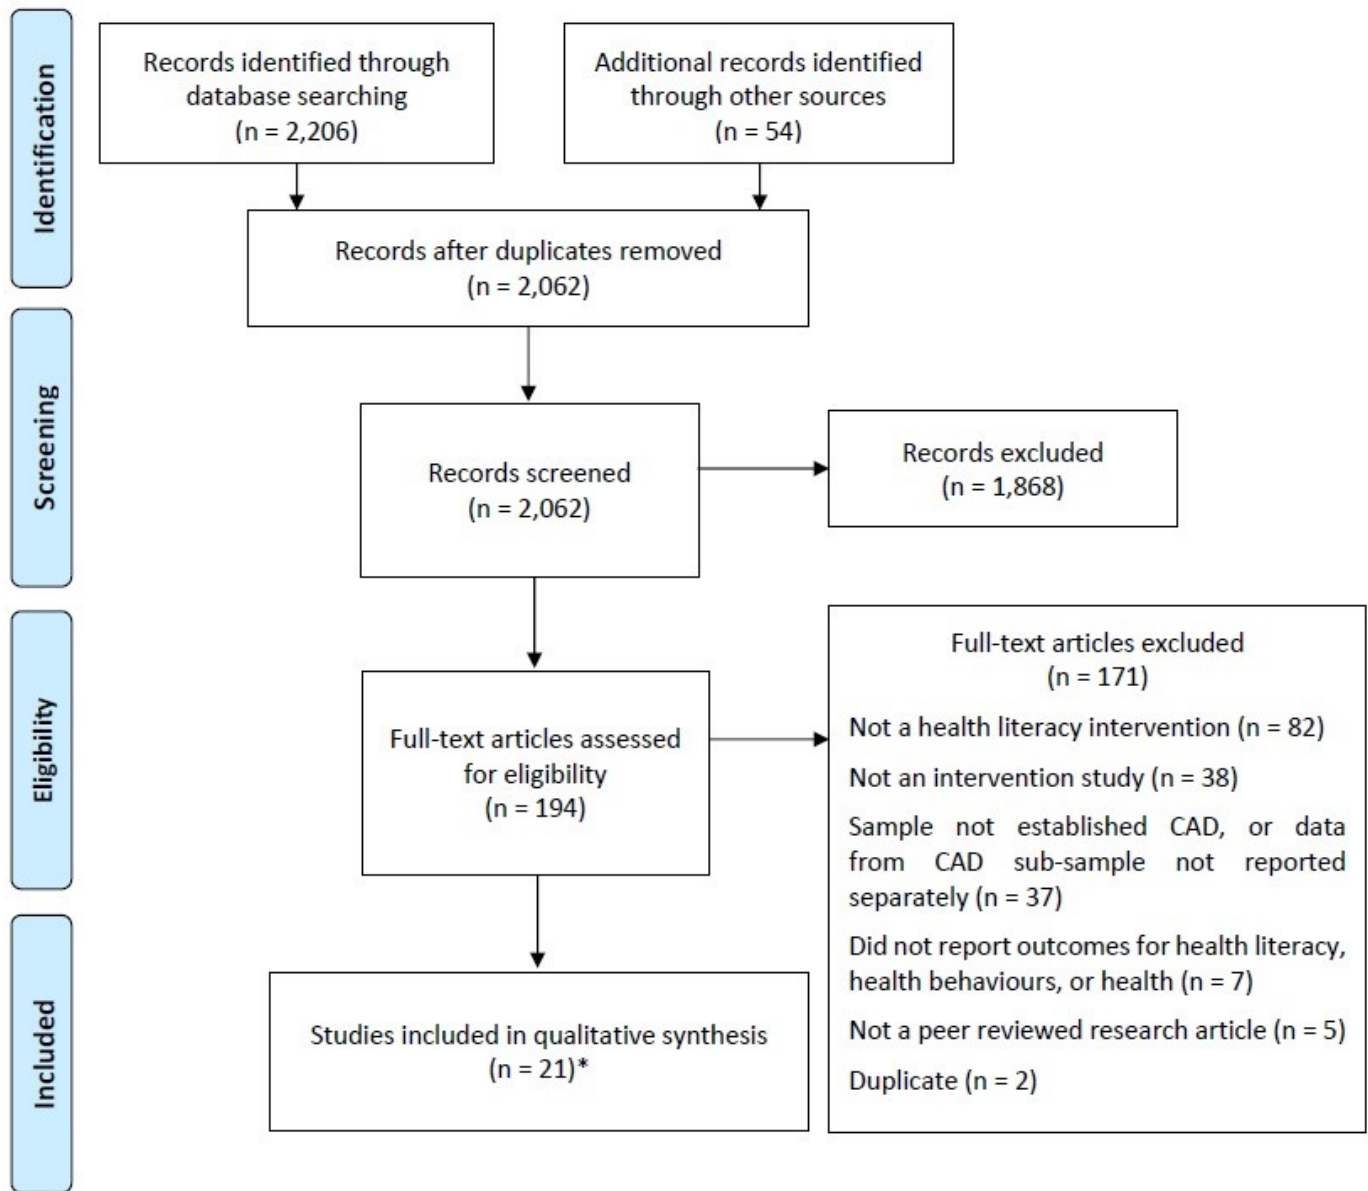 Identification
Records identified through
database searching
(n = 2,206)
Additional records identified
through other sources
(n = 54)
Records after duplicates removed
(n = 2,062)
Screening
Records screened
(n = 2,062)
Records excluded
(n = 1,868)
Eligibility
Full-text articles assessed
for eligibility
(n = 194)
Full-text articles excluded
(n = 171)
Not a health literacy intervention (n = 82)
Not an intervention study (n = 38)
Sample not established CAD, or data
from CAD sub-sample not reported
separately (n = 37)
Did not report outcomes for health literacy,
health behaviours, or health (n = 7)
Not a peer reviewed research article (n = 5)
Duplicate (n = 2)
Included
Studies included in qualitative synthesis
(n = 21)*